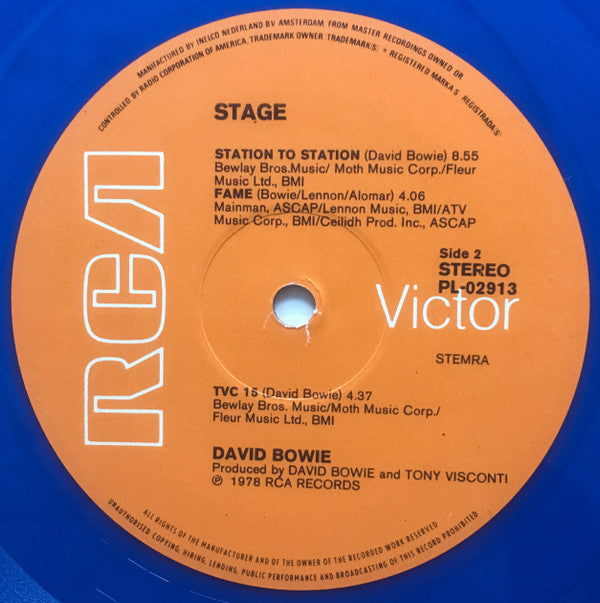 MANUFACTURED BY INELCO NEDERLAND BV AMSTERDAM FROM MASTER RECORDINGS OWNED OR
CONTROLLED BY RADIO CORPORATION OF AMERICA, TRADEMARK OWNER TRADEMARK(S) * REGISTERED MARKA S REGISTRADA(S)
STAGE
STATION TO STATION (David Bowie) 8.55
Bewlay Bros.Music/ Moth Music Corp./Fleur
Music Ltd., BMI
FAME (Bowie/Lennon/Alomar) 4.06
Mainman, ASCAP/Lennon Music, BMI/ATV
Music Corp., BMI/Ceilidh Prod. Inc., ASCAP
Side 2
STEREO
PL-02913
RCA
Victor
STEMRA
TVC 15 (David Bowie) 4.37
Bewlay Bros. Music/Moth Music Corp./
Fleur Music Ltd., BMI
DAVID BOWIE
Produced by DAVID BOWIE and TONY VISCONTI
℗ 1978 RCA RECORDS
ALL RIGHTS OF THE MANUFACTURER AND OF THE OWNER OF THE RECORDED WORK RESERVED
UNAUTHORISED COPYING, HIRING, LENDING, PUBLIC PERFORMANCE AND BROADCASTING OF THIS RECORD PROHIBITED